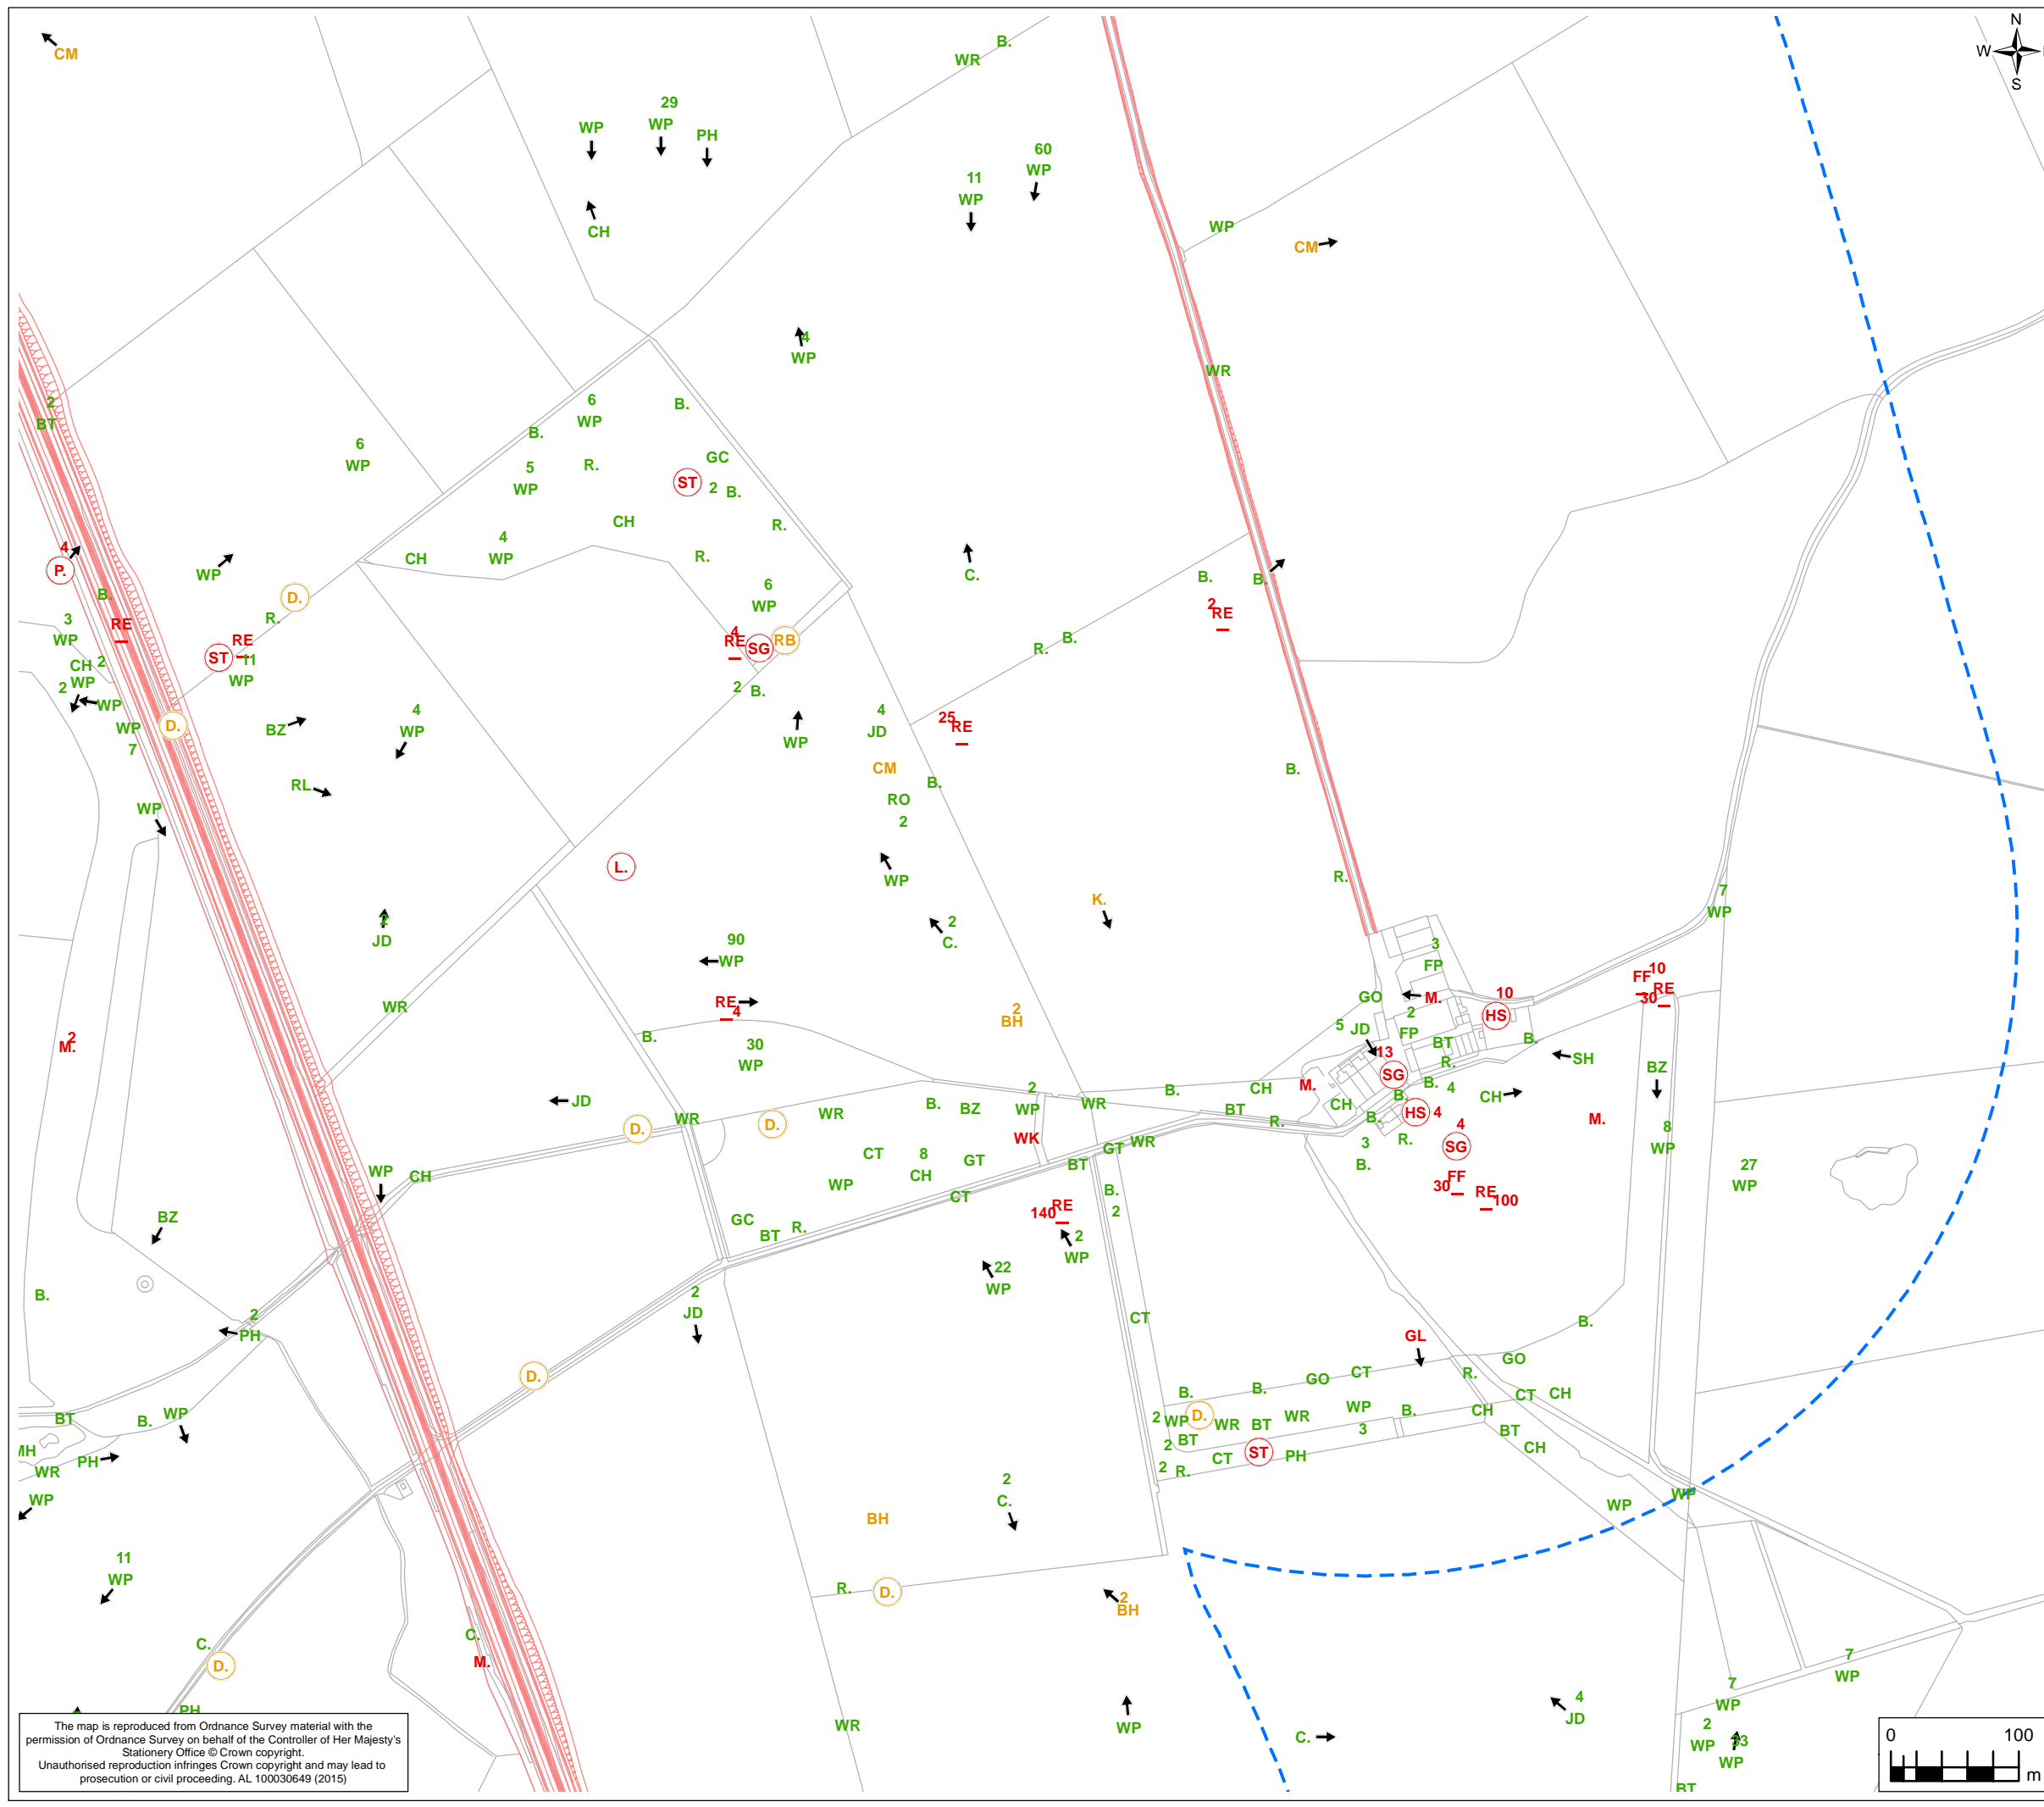 N
W
S
CM
B.
WR
29
WP
WP
PH
60
WP
11
WP
CH
WP
CM
4
WP
WR
2
BT
6
WP
B.
B.
6
WP
5
WP
R.
GC
ST
2
B.
CH
R.
4
WP
CH
R.
4
P.
WP
C.
B.
B.
D.
B.
6
WP
2
RE
R.
3
WP
RE
RE
ST
11
WP
4
RE
SG
RB
R.
B.
CH
2
WP
2
WP
2
B.
WP
7
D.
BZ
4
WP
WP
4
JD
25
RE
CM
B.
B.
RL
RO
2
WP
L.
WP
R.
K.
7
WP
2
JD
2
C.
90
WP
3
FP
WR
RE
4
2
BH
GO
M.
10
HS
FF
10
RE
30
2
M.
B.
30
WP
5
JD
2
FP
BT
B.
13
SG
R.
SH
BZ
M.
B.
4
CH
JD
2
WP
B.
CH
CH
B.
M.
WR
D.
D.
WR
B.
BZ
WR
BT
R.
B.
HS
4
WK
WR
GT
3
B.
R.
4
SG
8
WP
WP
CH
CT
8
CH
GT
BT
27
WP
WP
CT
B.
2
FF
30
RE
100
BZ
GC
BT
R.
140
RE
2
WP
22
WP
B.
2
PH
2
JD
CT
B.
GL
GO
R.
D.
B.
B.
GO
CT
CT
CH
BT
B.
WP
2
WP
D.
WR
BT
WR
WP
3
B.
CH
BT
CH
MH
WR
PH
2
BT
2
R.
CT
ST
PH
WP
2
C.
WP
WP
BH
11
WP
R.
D.
2
BH
C.
D.
C.
M.
PH
WR
WP
C.
4
JD
7
WP
7
WP
2
WP
33
WP
BT
The map is reproduced from Ordnance Survey material with the
permission of Ordnance Survey on behalf of the Controller of Her Majesty's
Stationery Office © Crown copyright.
Unauthorised reproduction infringes Crown copyright and may lead to
prosecution or civil proceeding. AL 100030649 (2015)
0 100
m